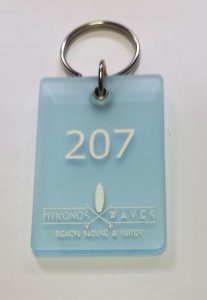 207
MYKONOS WAVES
BEACH HOUSE & SUITES